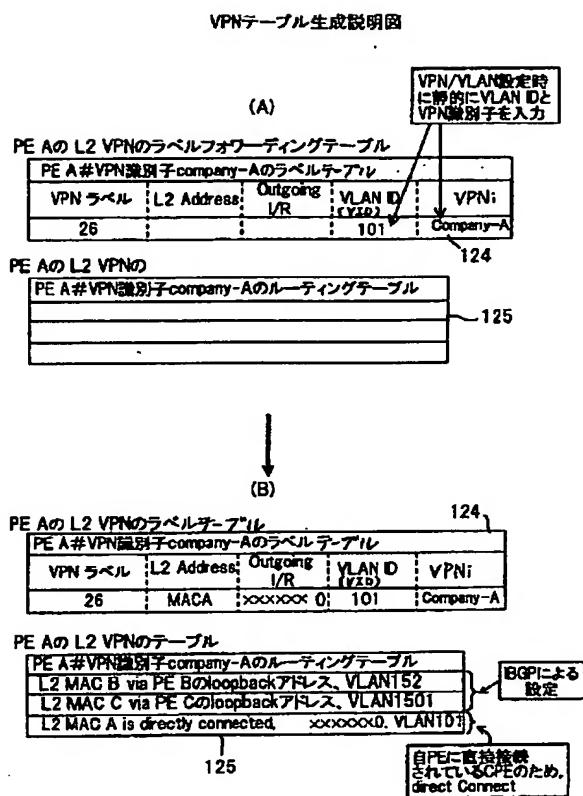 VPNテーブル生成説明図
VPN/VLAN設定時
に静的にVLAN IDと
VPN識別子を入力
(A)
PE AのL2 VPNのラベルフォワーディングテーブル
PE A#VPN識別子company-Aのラベルテーブル
VPN ラベル L2 Address Outgoing I/R VLAN ID (VID) VPNi
26 101 Company-A
124
PE AのL2 VPNの
PE A#VPN識別子company-Aのルーティングテーブル
125
(B)
PE AのL2 VPNのラベルテーブル
124
PE A#VPN識別子company-Aのラベルテーブル
VPN ラベル L2 Address Outgoing I/R VLAN ID (VID) VPNi
26 MACA xxxxxx 0 101 Company-A
PE AのL2 VPNのテーブル
PE A#VPN識別子company-Aのルーティングテーブル
L2 MAC B via PE Bのloopbackアドレス、VLAN152
L2 MAC C via PE Cのloopbackアドレス、VLAN1501
L2 MAC A is directly connected, xxxxxx0. VLAN101
iBGPによる
設定
125
自PEに直接接続
されているCPEのため、
direct Connect